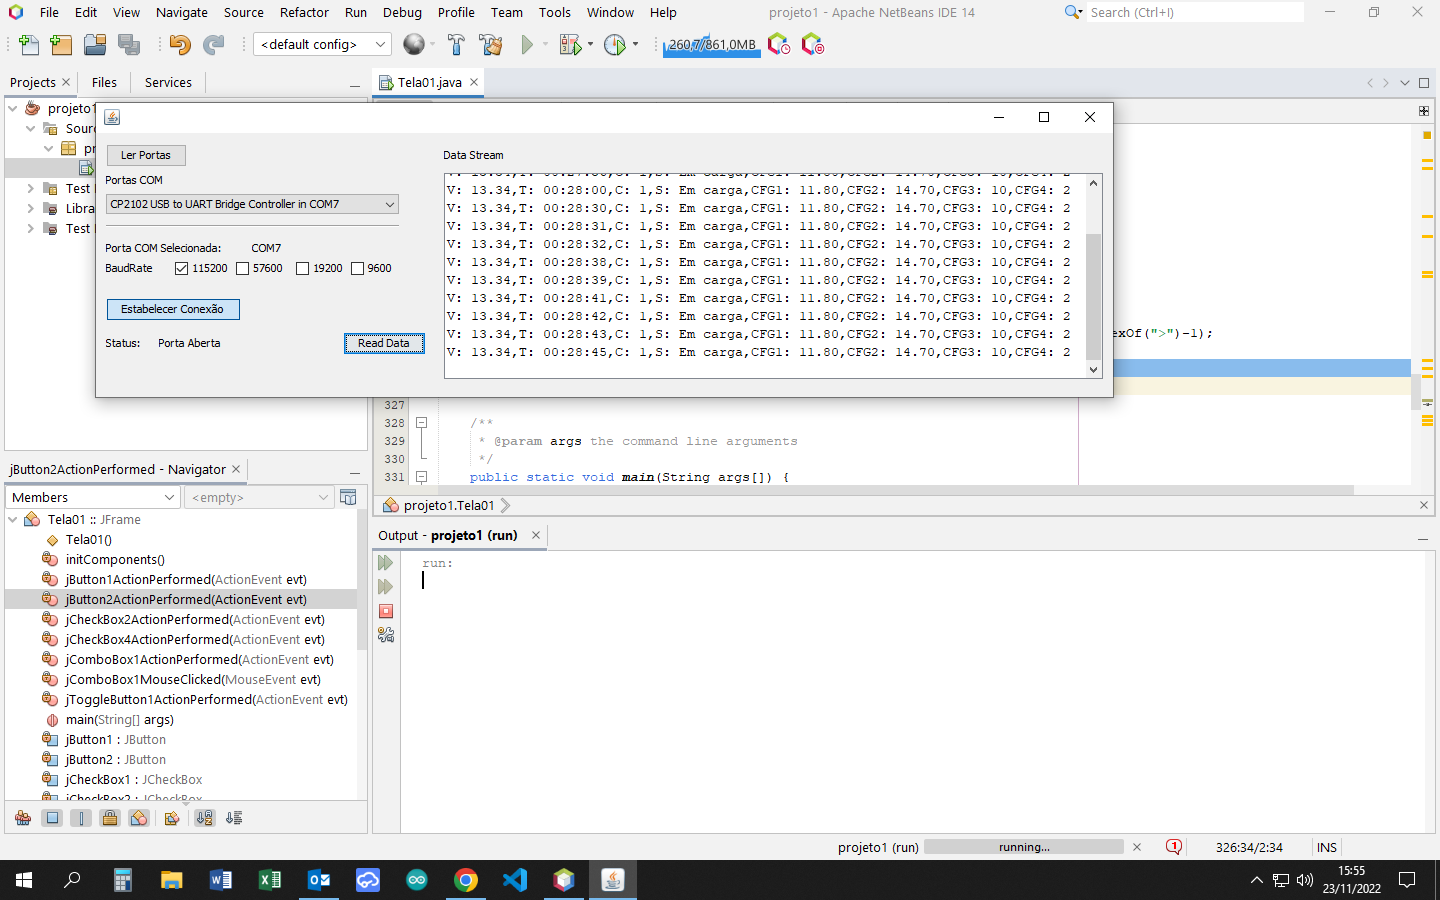 File Edit View Navigate Source Refactor Run Debug Profile Team Tools Window Help
projeto1 - Apache NetBeans IDE 14
Search (Ctrl+I)
<default config>
260,7/861,0MB
Projects Files Services
Tela01.java
projeto1
Test
Test
Ler Portas
Portas COM
CP2102 USB to UART Bridge Controller in COM7
Porta COM Selecionada: COM7
BaudRate 115200 57600 19200 9600
Estabelecer Conexão
Status: Porta Aberta
Read Data
Data Stream
V: 13.34,T: 00:28:00,C: 1,S: Em carga,CFG1: 11.80,CFG2: 14.70,CFG3: 10,CFG4: 2
V: 13.34,T: 00:28:30,C: 1,S: Em carga,CFG1: 11.80,CFG2: 14.70,CFG3: 10,CFG4: 2
V: 13.34,T: 00:28:31,C: 1,S: Em carga,CFG1: 11.80,CFG2: 14.70,CFG3: 10,CFG4: 2
V: 13.34,T: 00:28:32,C: 1,S: Em carga,CFG1: 11.80,CFG2: 14.70,CFG3: 10,CFG4: 2
V: 13.34,T: 00:28:38,C: 1,S: Em carga,CFG1: 11.80,CFG2: 14.70,CFG3: 10,CFG4: 2
V: 13.34,T: 00:28:39,C: 1,S: Em carga,CFG1: 11.80,CFG2: 14.70,CFG3: 10,CFG4: 2
V: 13.34,T: 00:28:41,C: 1,S: Em carga,CFG1: 11.80,CFG2: 14.70,CFG3: 10,CFG4: 2
V: 13.34,T: 00:28:42,C: 1,S: Em carga,CFG1: 11.80,CFG2: 14.70,CFG3: 10,CFG4: 2
V: 13.34,T: 00:28:43,C: 1,S: Em carga,CFG1: 11.80,CFG2: 14.70,CFG3: 10,CFG4: 2
V: 13.34,T: 00:28:45,C: 1,S: Em carga,CFG1: 11.80,CFG2: 14.70,CFG3: 10,CFG4: 2
exOf(">")-1);
327
328 /**
329 * @param args the command line arguments
330 */
331 public static void main(String args[]) {
projeto1.Tela01
jButton2ActionPerformed - Navigator
Members <empty>
Tela01 :: JFrame
Tela01()
initComponents()
jButton1ActionPerformed(ActionEvent evt)
jButton2ActionPerformed(ActionEvent evt)
jCheckBox2ActionPerformed(ActionEvent evt)
jCheckBox4ActionPerformed(ActionEvent evt)
jComboBox1ActionPerformed(ActionEvent evt)
jComboBox1MouseClicked(MouseEvent evt)
jToggleButton1ActionPerformed(ActionEvent evt)
main(String[] args)
jButton1 : JButton
jButton2 : JButton
jCheckBox1 : JCheckBox
jCheckBox2 : JCheckBox
Output - projeto1 (run)
run:
projeto1 (run) running... 1 326:34/2:34 INS
15:55
23/11/2022